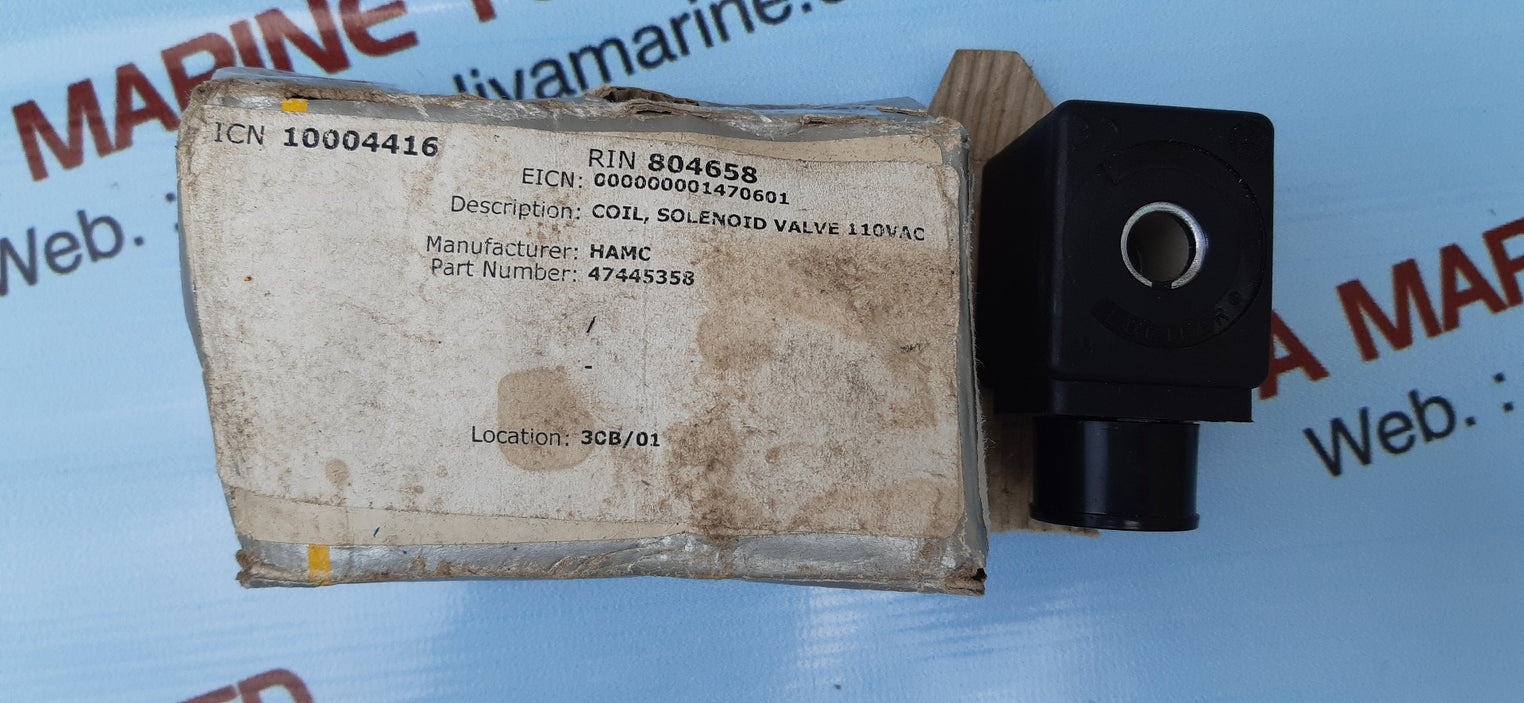 MARINE
livamarine.
Web. :
ICN 10004416
RIN 804658
EICN: 000000001470601
Description: COIL, SOLENOID VALVE 110VAC
Manufacturer: HAMC
Part Number: 47445358
/
-
Location: 3CB/01
A MAR
Web. :